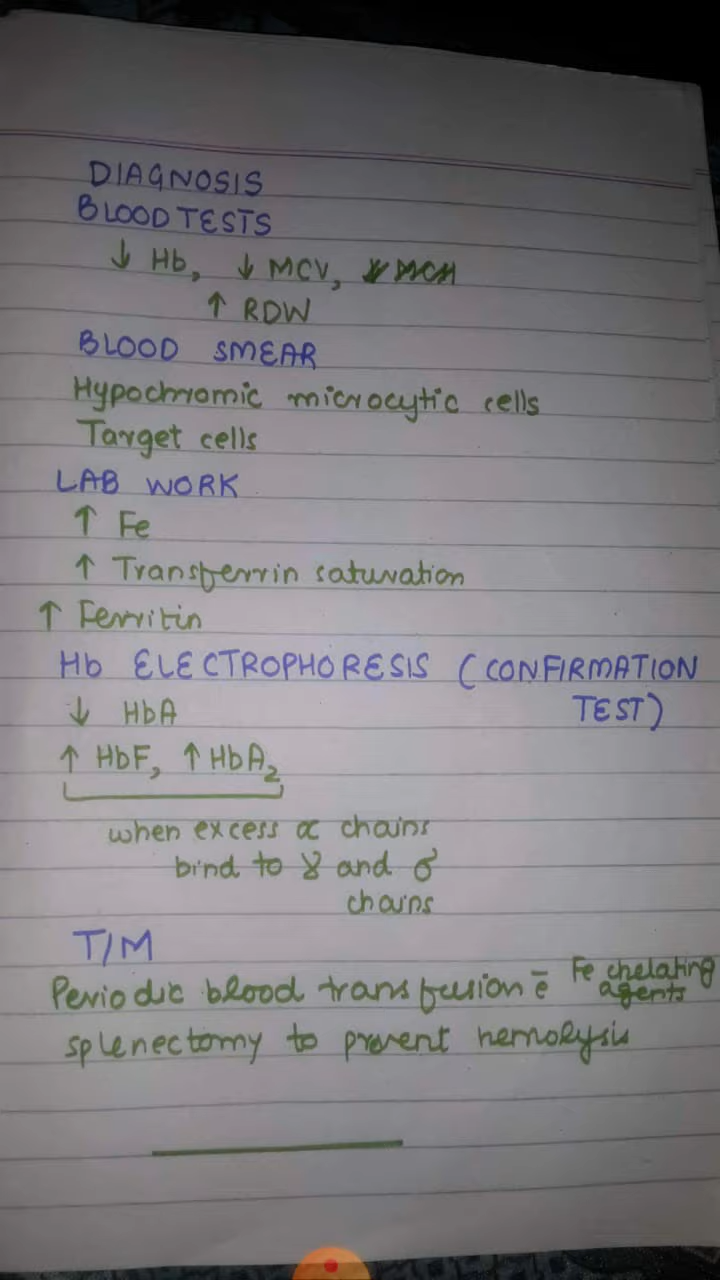 DIAGNOSIS
BLOOD TESTS
↓ Hb, ↓ MCV, ↓ MCH
↑ RDW
BLOOD SMEAR
Hypochromic microcytic cells
Target cells
LAB WORK
↑ Fe
↑ Transferrin saturation
↑ Ferritin
Hb ELECTROPHORESIS (CONFIRMATION
TEST)
↓ HbA
↑ HbF, ↑ HbA₂
when excess α chains
bind to γ and σ
chains
T/M
Periodic blood transfusion c̄ Fe chelating
agents
splenectomy to prevent hemolysis